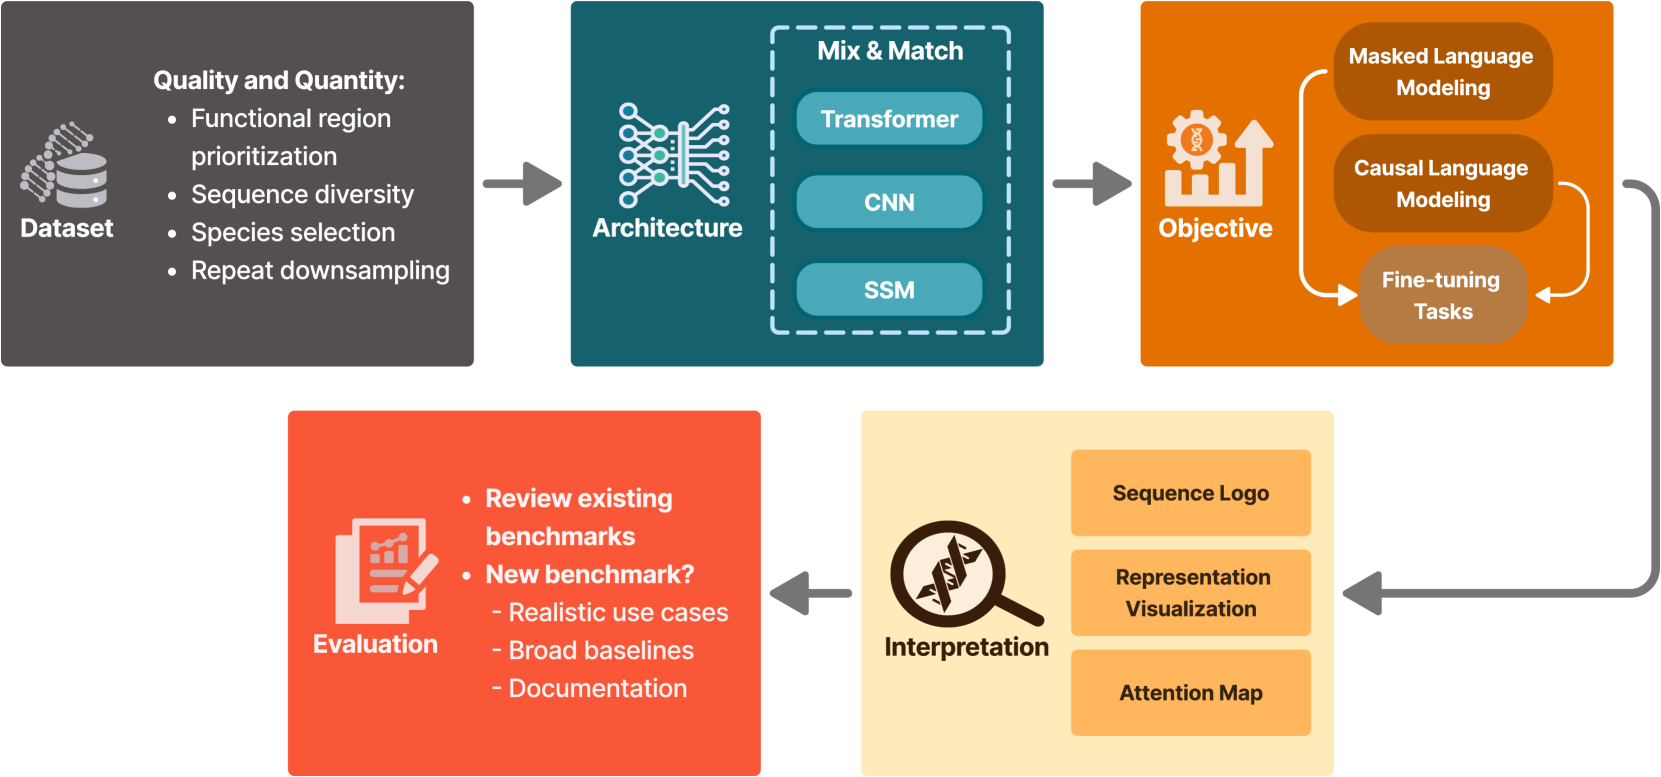 Quality and Quantity:
• Functional region
prioritization
• Sequence diversity
• Species selection
• Repeat downsampling
Dataset
Mix & Match
Transformer
CNN
SSM
Architecture
Masked Language
Modeling
Causal Language
Modeling
Fine-tuning
Tasks
Objective
Sequence Logo
Representation
Visualization
Attention Map
Interpretation
• Review existing
benchmarks
• New benchmark?
- Realistic use cases
- Broad baselines
- Documentation
Evaluation